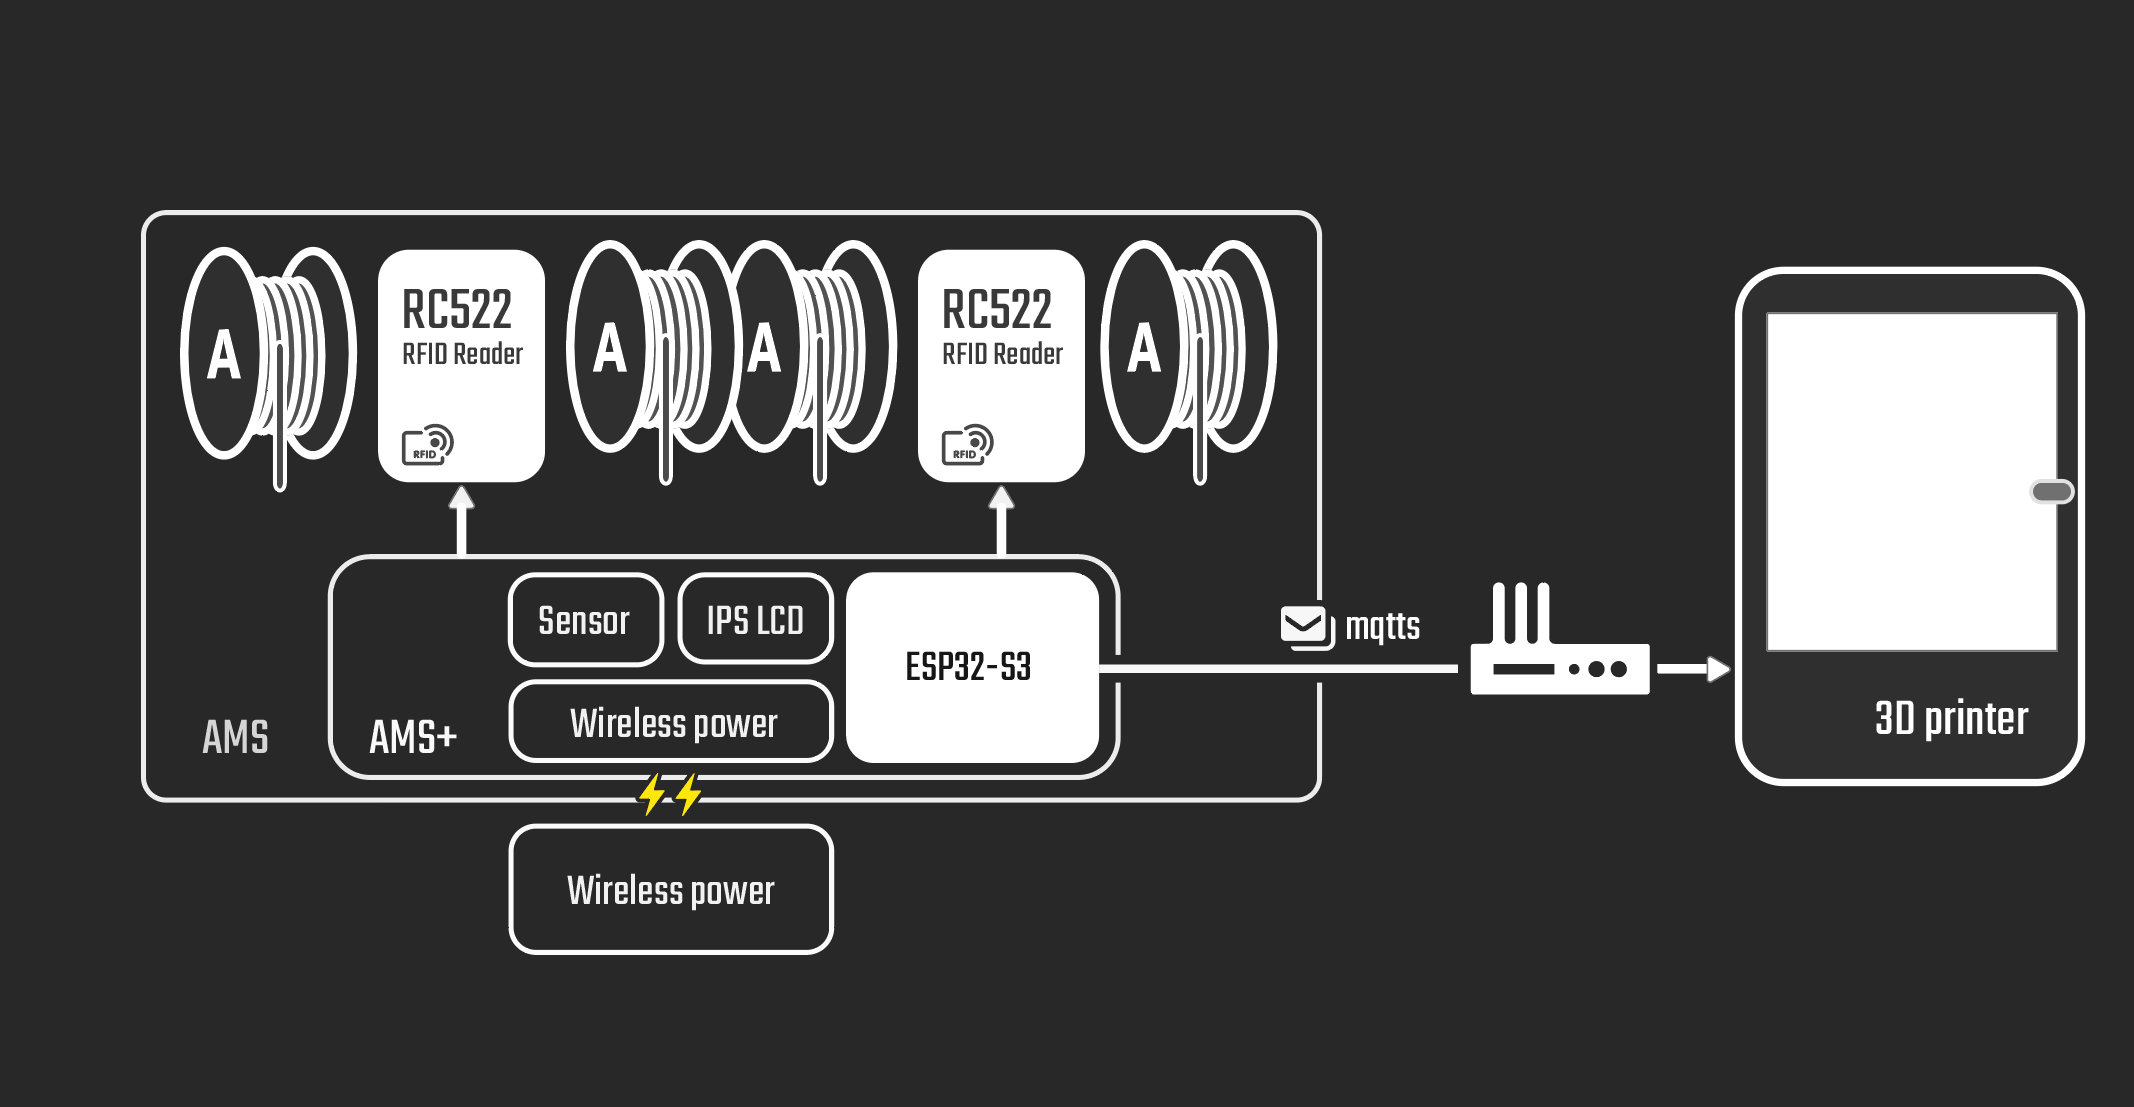 A
RC522
RFID Reader
RFID
A
A
RC522
RFID Reader
RFID
A
Sensor
IPS LCD
ESP32-S3
mqtts
Wireless power
AMS
AMS+
3D printer
Wireless power